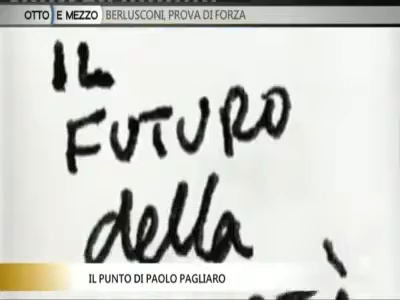 OTTO E MEZZO BERLUSCONI, PROVA DI FORZA
IL
FUTURO
della
IL PUNTO DI PAOLO PAGLIARO